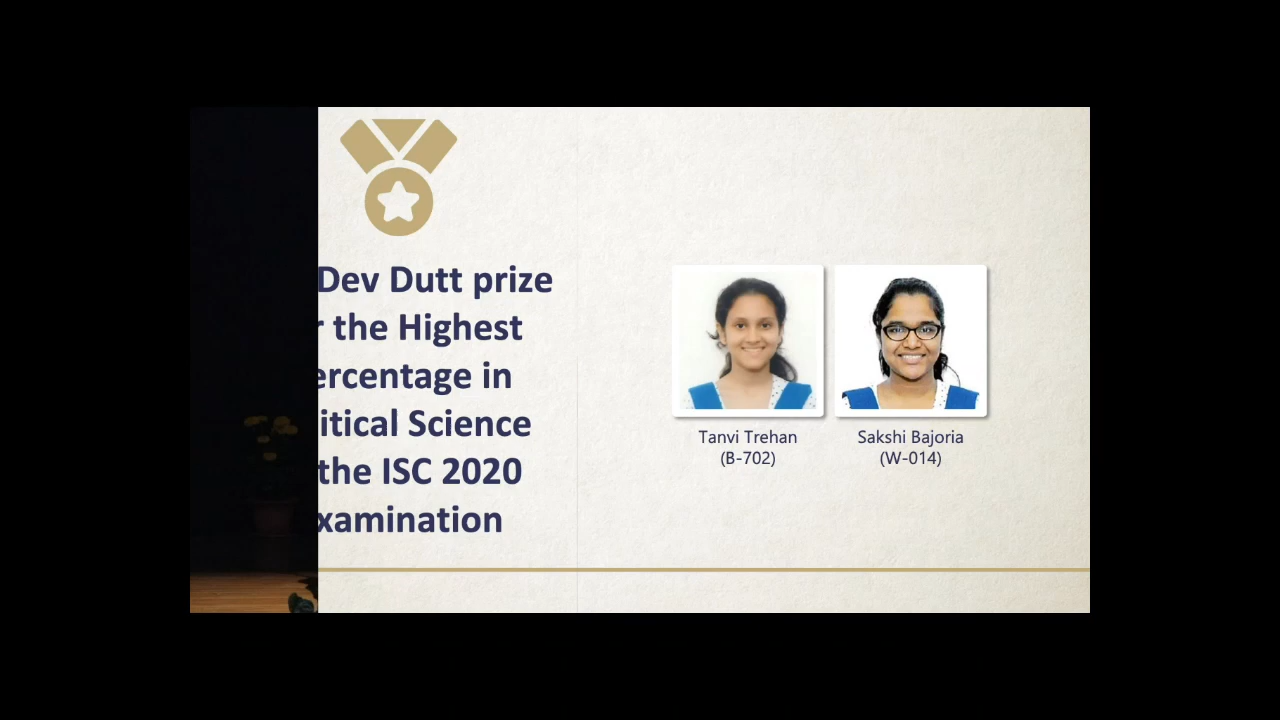 Dev Dutt prize
r the Highest
ercentage in
itical Science
the ISC 2020
xamination
Tanvi Trehan
(B-702)
Sakshi Bajoria
(W-014)